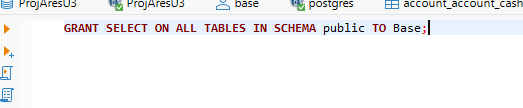 ProjAresU3 ProjAresU3 base postgres account_account_cash
GRANT SELECT ON ALL TABLES IN SCHEMA public TO Base;